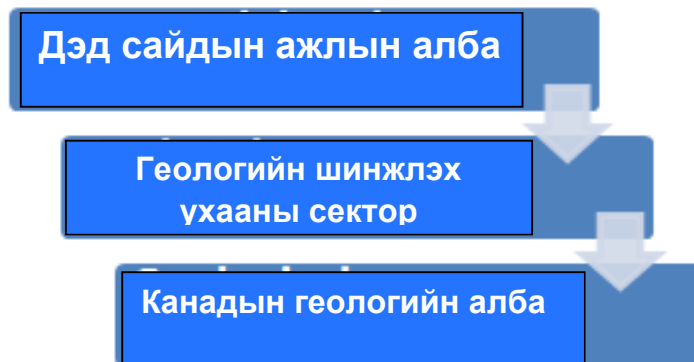 Дэд сайдын ажлын алба
Геологийн шинжлэх
ухааны сектор
Канадын геологийн алба